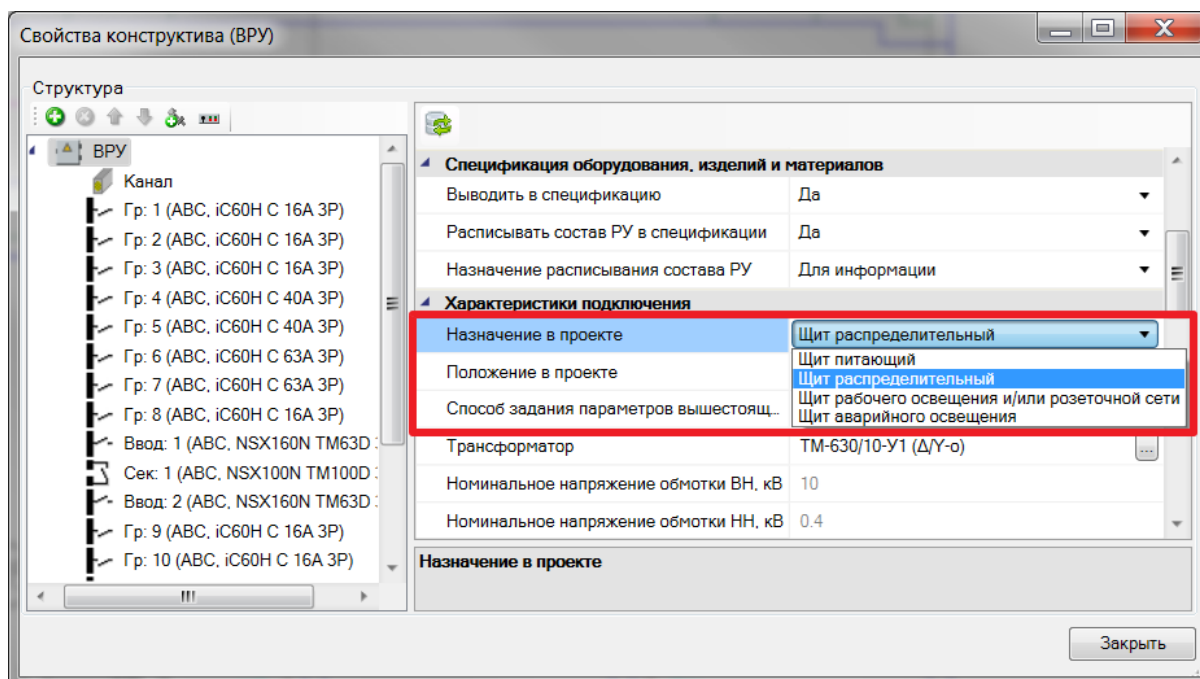 Свойства конструктива (ВРУ)
Структура
ВРУ
Канал
Гр: 1 (ABC, iC60H C 16A 3P)
Гр: 2 (ABC, iC60H C 16A 3P)
Гр: 3 (ABC, iC60H C 16A 3P)
Гр: 4 (ABC, iC60H C 40A 3P)
Гр: 5 (ABC, iC60H C 40A 3P)
Гр: 6 (ABC, iC60H C 63A 3P)
Гр: 7 (ABC, iC60H C 63A 3P)
Гр: 8 (ABC, iC60H C 16A 3P)
Ввод: 1 (ABC, NSX160N TM63D
Сек: 1 (ABC, NSX100N TM100D
Ввод: 2 (ABC, NSX160N TM63D
Гр: 9 (ABC, iC60H C 16A 3P)
Гр: 10 (ABC, iC60H C 16A 3P)
Спецификация оборудования, изделий и материалов
Выводить в спецификацию Да
Расписывать состав РУ в спецификации Да
Назначение расписывания состава РУ Для информации
Характеристики подключения
Назначение в проекте Щит распределительный
Щит питающий
Щит распределительный
Щит рабочего освещения и/или розеточной сети
Щит аварийного освещения
Положение в проекте
Способ задания параметров вышестоящ...
Трансформатор ТМ-630/10-У1 (Δ/Y-о) ...
Номинальное напряжение обмотки ВН, кВ 10
Номинальное напряжение обмотки НН, кВ 0.4
Назначение в проекте
Закрыть